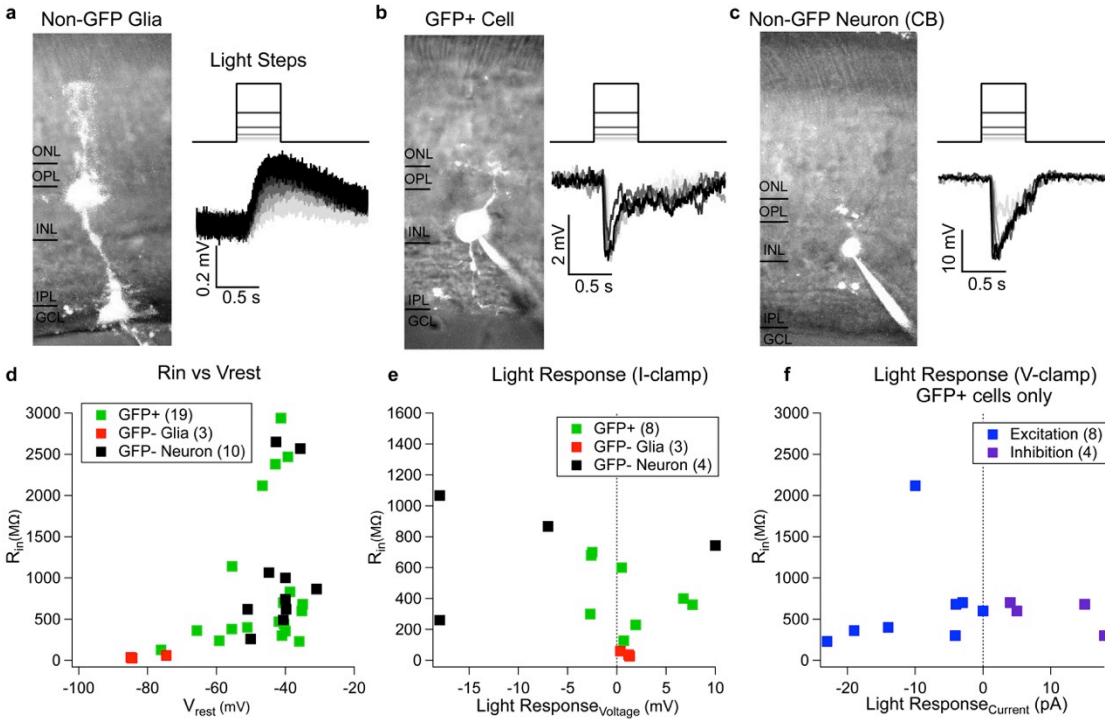 a
Non-GFP Glia
Light Steps
ONL
OPL
INL
IPL
GCL
0.2 mV
0.5 s
b
GFP+ Cell
ONL
OPL
INL
IPL
GCL
2 mV
0.5 s
c
Non-GFP Neuron (CB)
ONL
OPL
INL
IPL
GCL
10 mV
0.5 s
d
Rin vs Vrest
GFP+ (19)
GFP- Glia (3)
GFP- Neuron (10)
3000
2500
2000
1500
1000
500
0
Rin(MΩ)
-100 -80 -60 -40 -20
Vrest (mV)
e
Light Response (I-clamp)
GFP+ (8)
GFP- Glia (3)
GFP- Neuron (4)
1600
1400
1200
1000
800
600
400
200
0
Rin(MΩ)
-15 -10 -5 0 5 10
Light ResponseVoltage (mV)
f
Light Response (V-clamp)
GFP+ cells only
Excitation (8)
Inhibition (4)
3000
2500
2000
1500
1000
500
0
Rin(MΩ)
-20 -10 0 10
Light ResponseCurrent (pA)